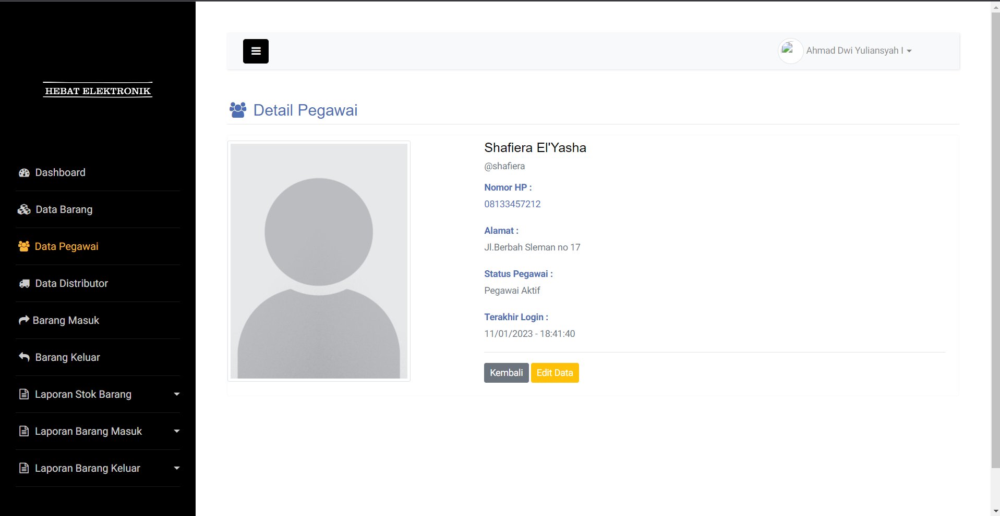 HEBAT ELEKTRONIK
Dashboard
Data Barang
Data Pegawai
Data Distributor
Barang Masuk
Barang Keluar
Laporan Stok Barang
Laporan Barang Masuk
Laporan Barang Keluar
Ahmad Dwi Yuliansyah I
Detail Pegawai
Shafiera El'Yasha
@shafiera
Nomor HP :
08133457212
Alamat :
Jl.Berbah Sleman no 17
Status Pegawai :
Pegawai Aktif
Terakhir Login :
11/01/2023 - 18:41:40
Kembali
Edit Data